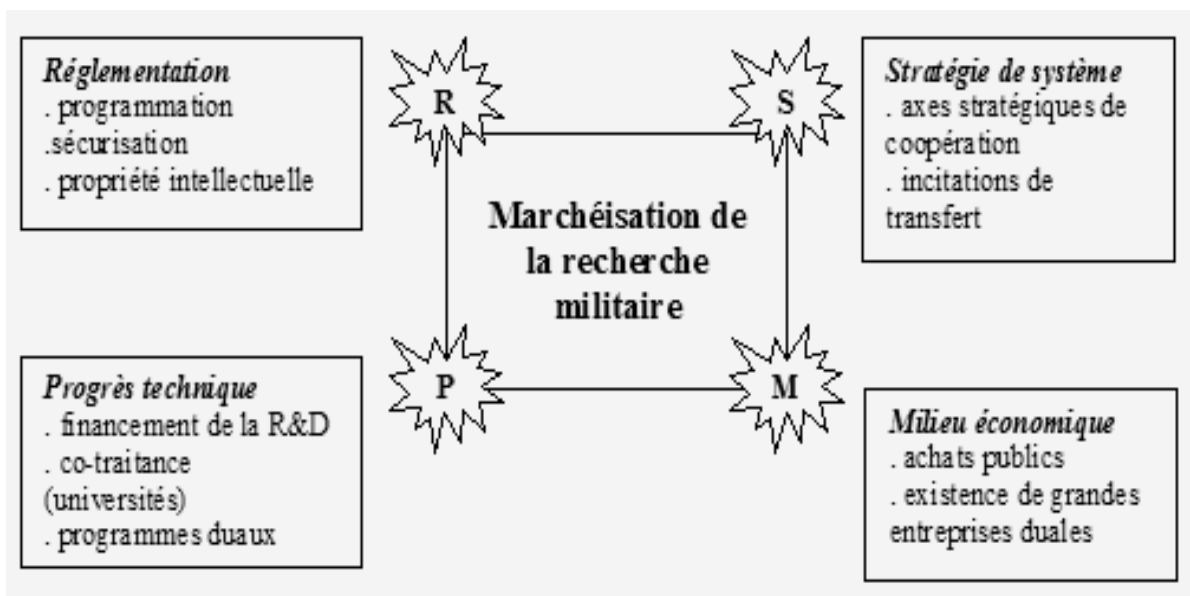 Réglementation
. programmation
.sécurisation
. propriété intellectuelle
R
S
Stratégie de système
. axes stratégiques de
coopération
. incitations de
transfert
Marchéisation de
la recherche
militaire
Progrès technique
. financement de la R&D
. co-traitance
(universités)
. programmes duaux
P
M
Milieu économique
. achats publics
. existence de grandes
entreprises duales